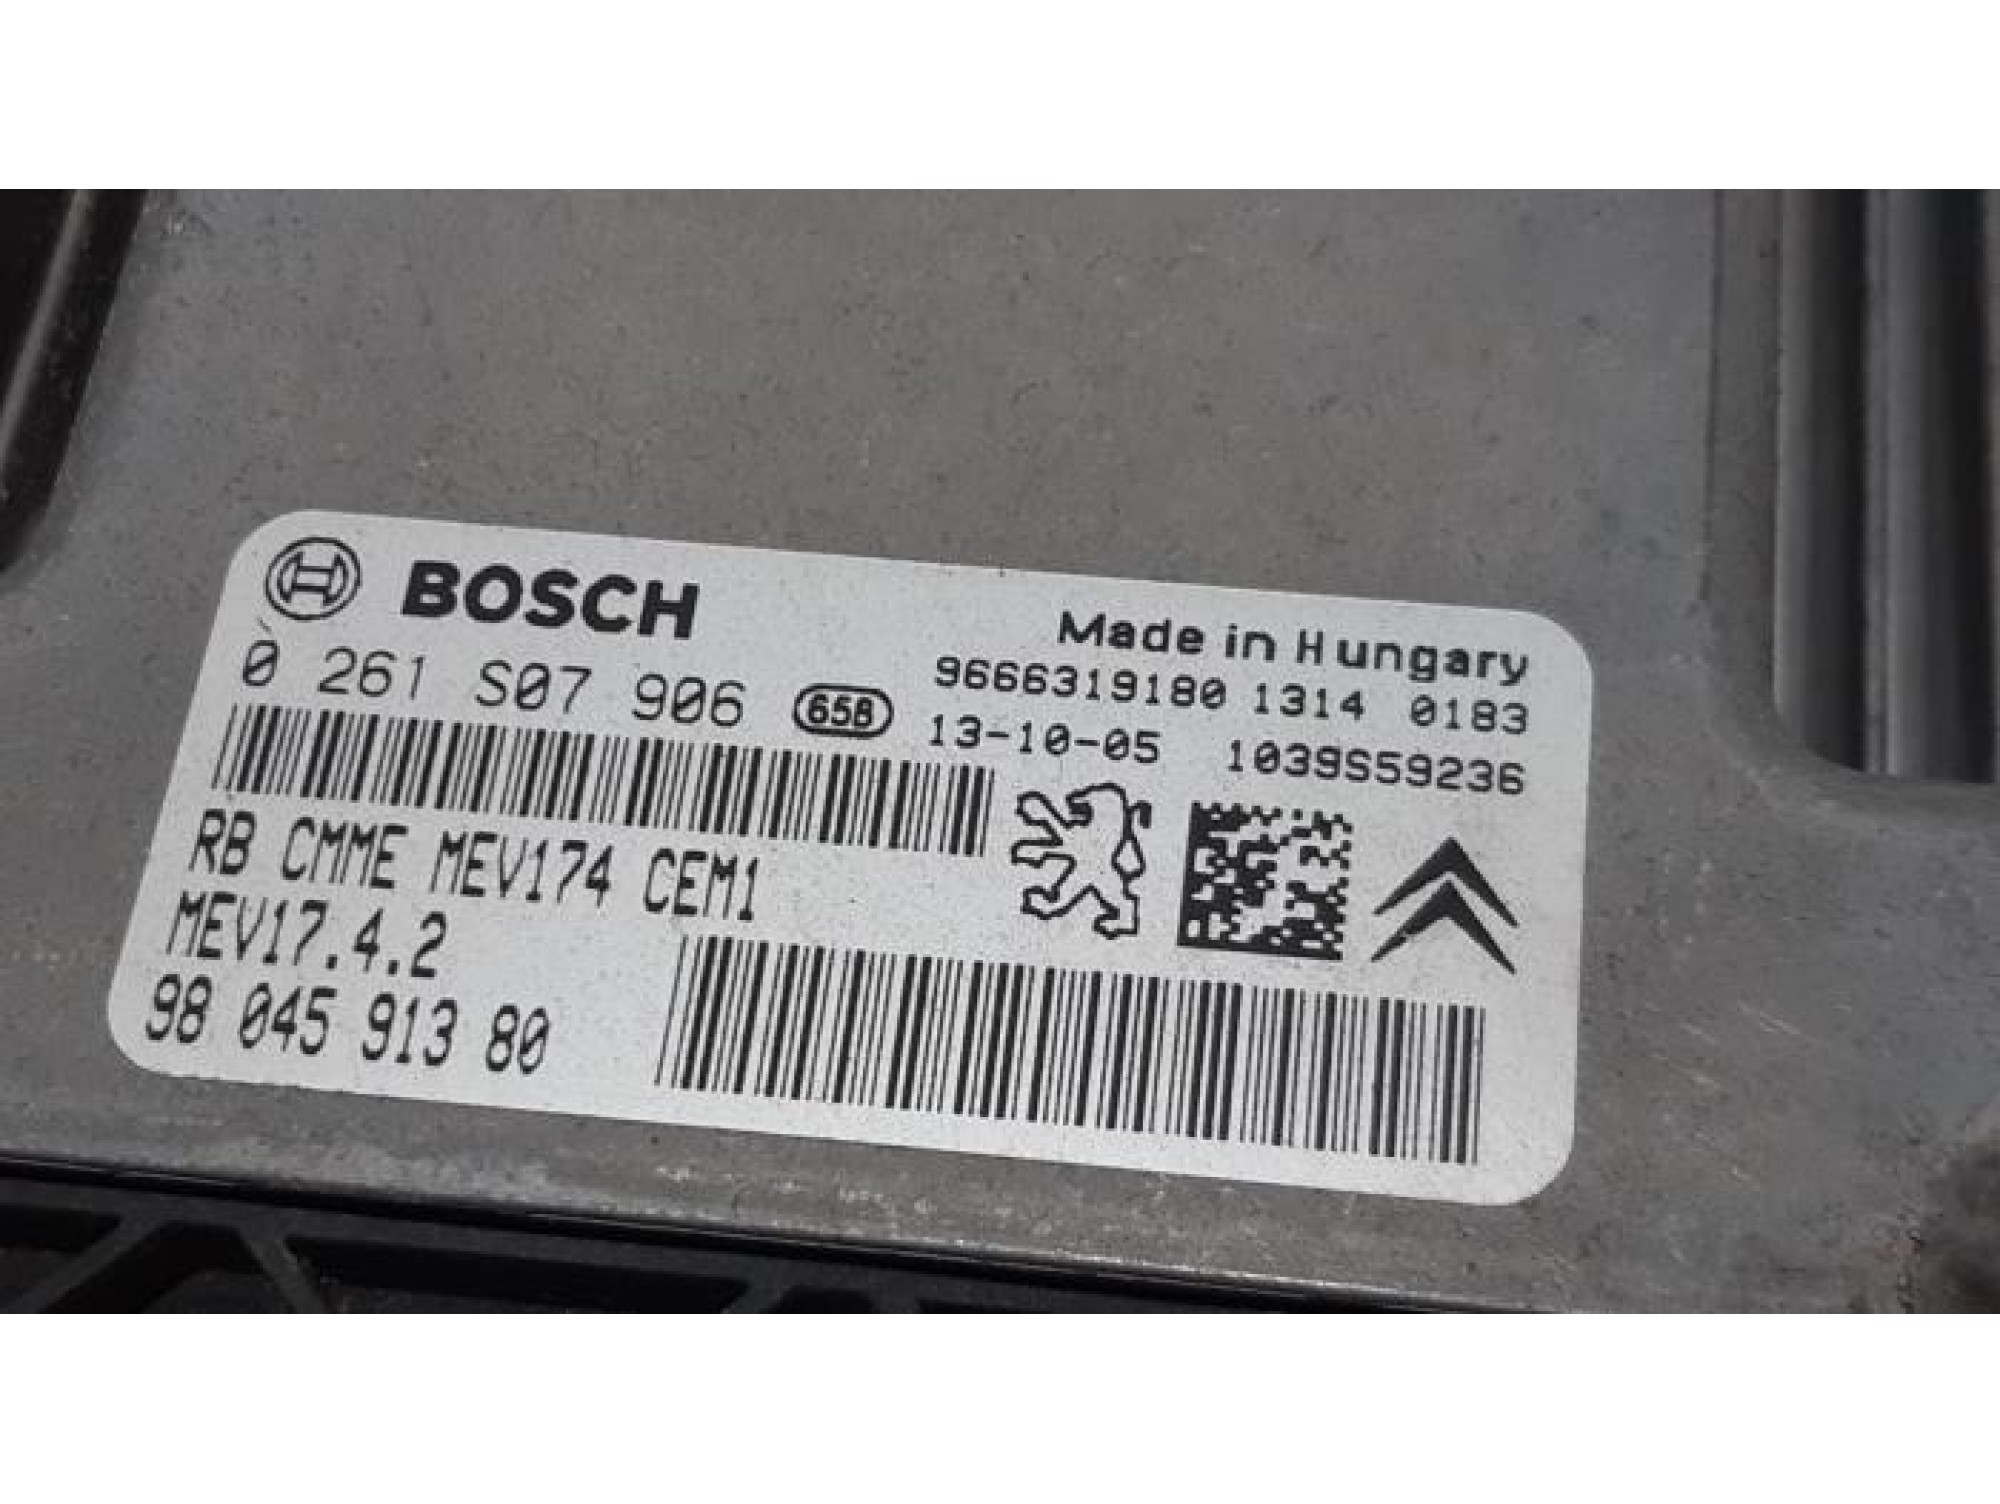 BOSCH
Made in Hungary
0 261 S07 906 65B
9666319180 1314 0183
13-10-05 1039S59236
RB CMME MEV174 CEM1
MEV17.4.2
98 045 913 80